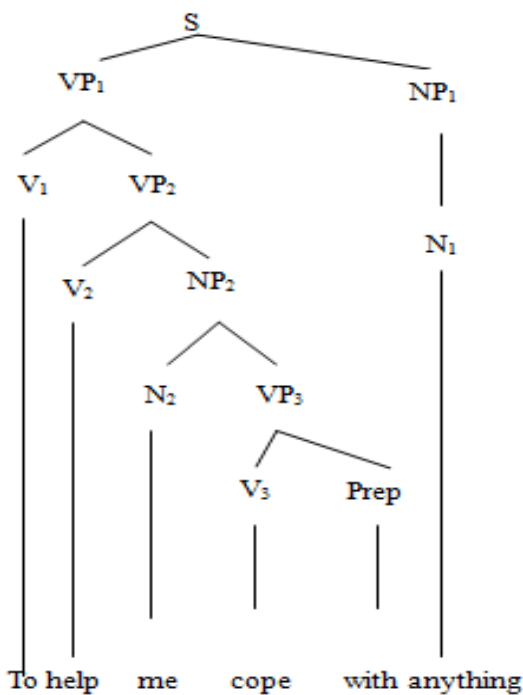 S
VP₁ NP₁
V₁ VP₂
N₁
V₂ NP₂
N₂ VP₃
V₃ Prep
To help me cope with anything